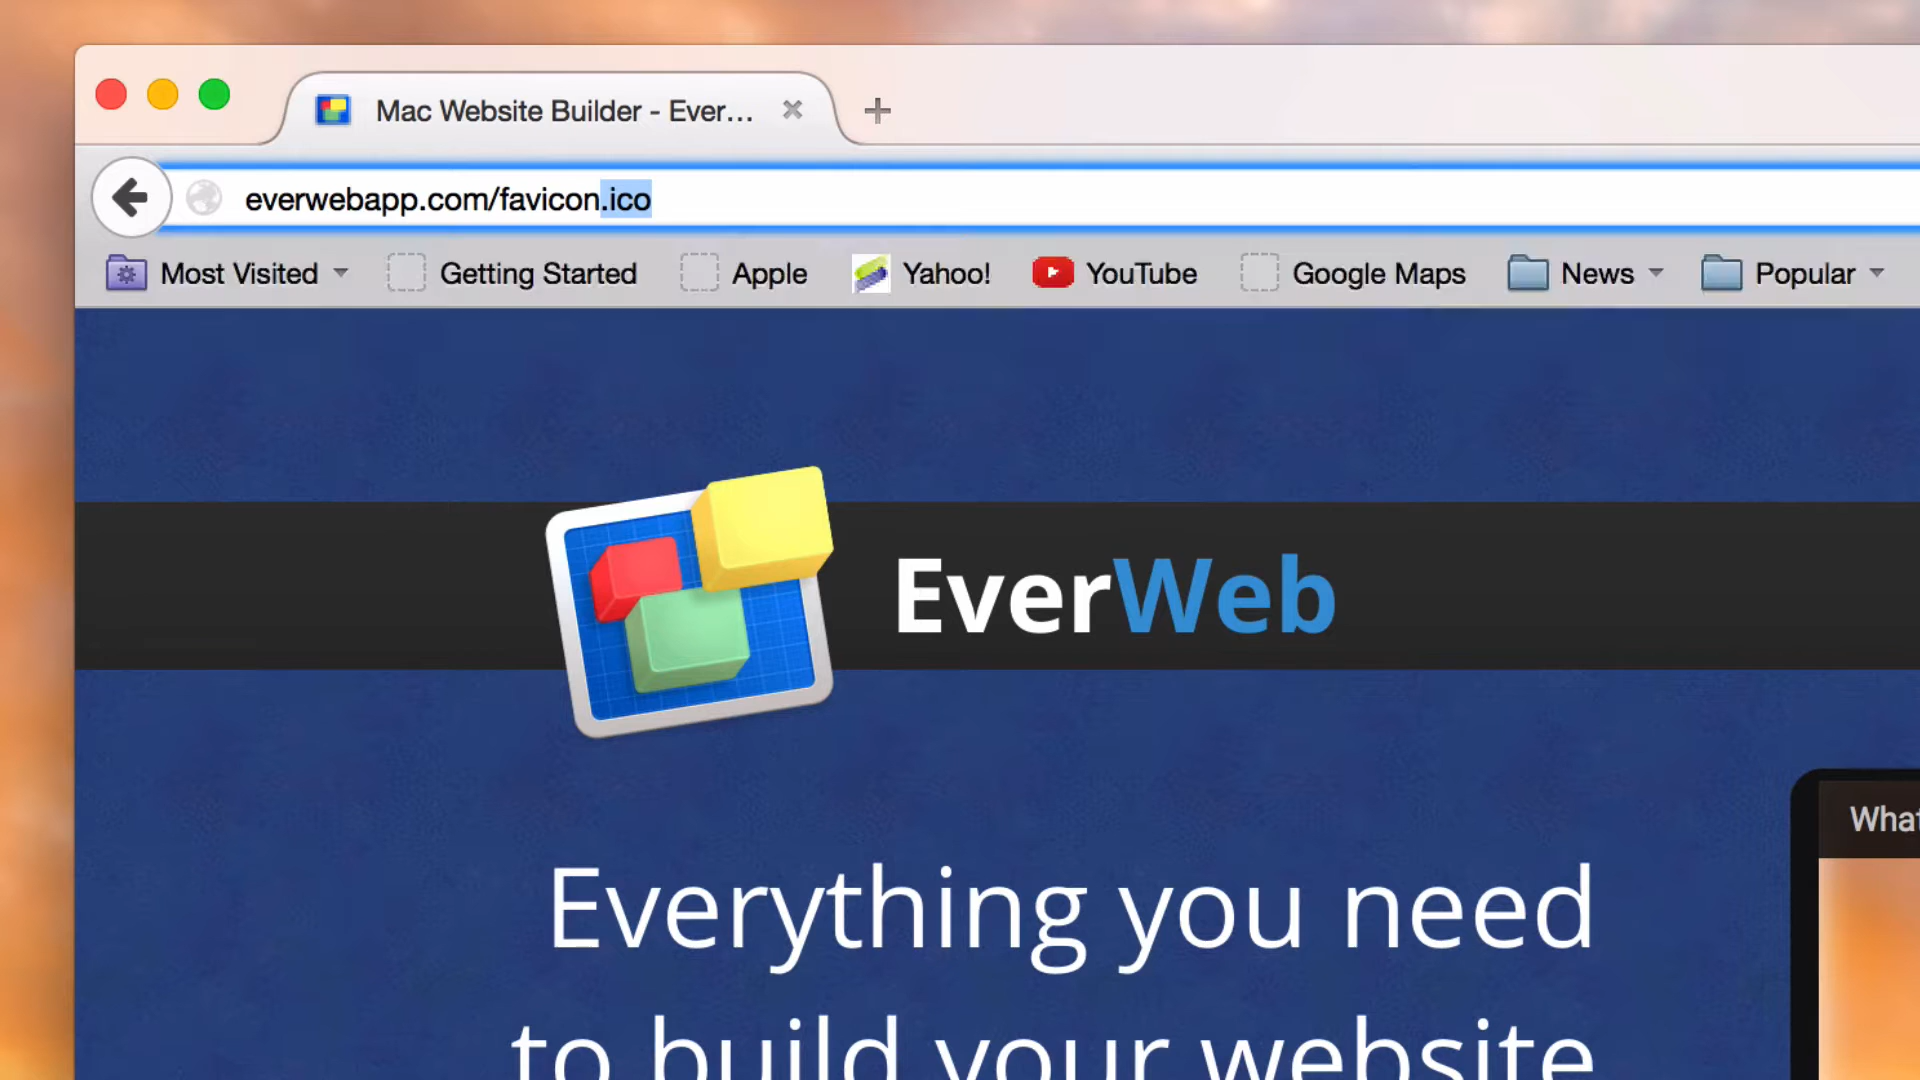 Mac Website Builder - Ever...
everwebapp.com/favicon.ico
Most Visited Getting Started Apple Yahoo! YouTube Google Maps News Popular
EverWeb
What
Everything you need
to build your website